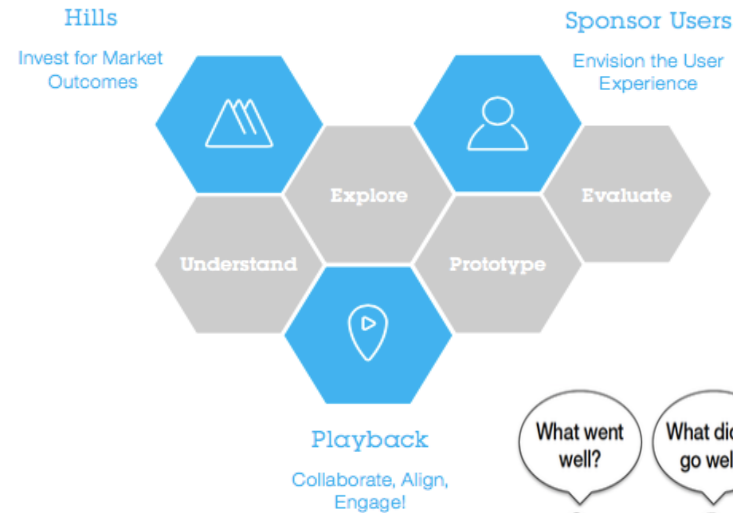 Hills
Invest for Market
Outcomes
Sponsor Users
Envision the User
Experience
Explore
Evaluate
Understand
Prototype
Playback
Collaborate, Align,
Engage!
What went
well?
What
go